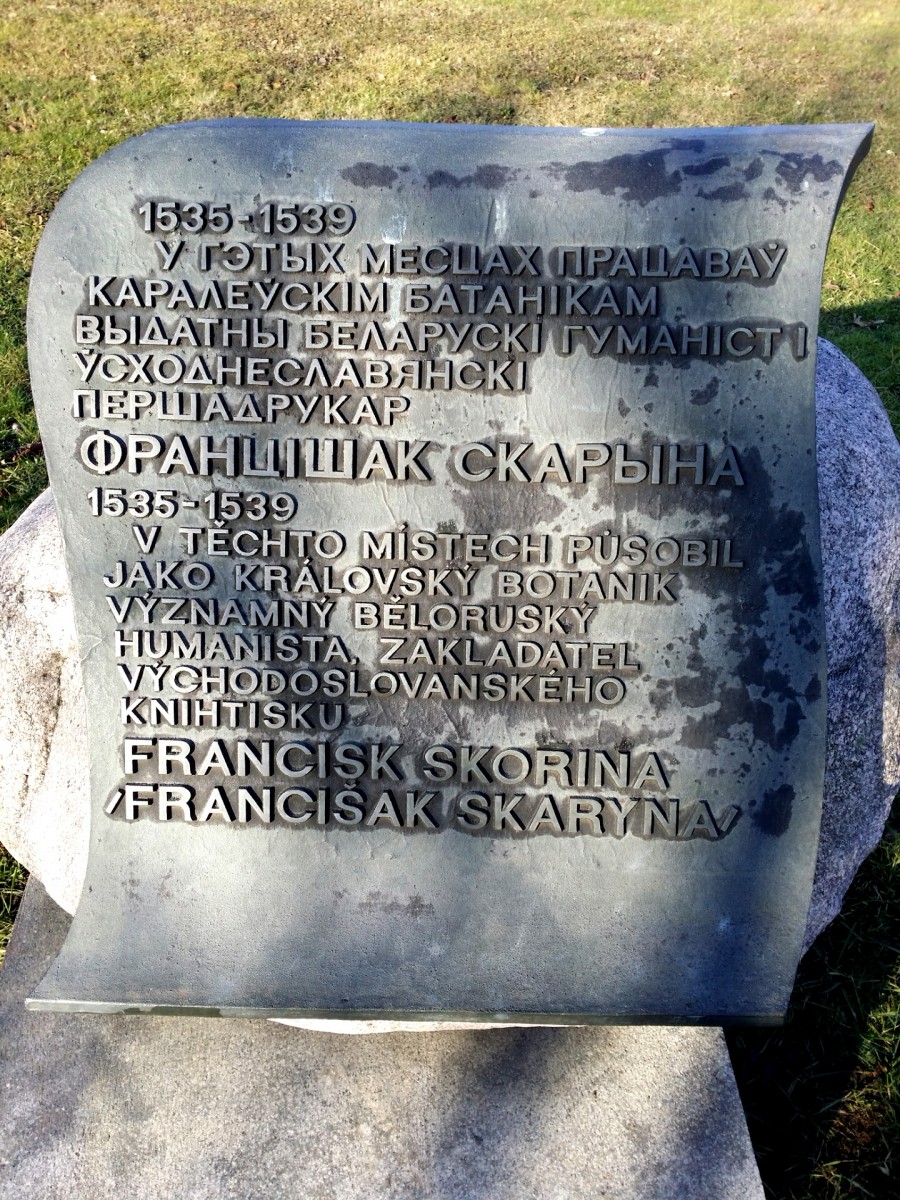 1535-1539
У ГЭТЫХ МЕСЦАХ ПРАЦАВАЎ
КАРАЛЕЎСКІМ БАТАНІКАМ
ВЫДАТНЫ БЕЛАРУСКІ ГУМАНІСТ І
ЎСХОДНЕСЛАВЯНСКІ
ПЕРШАДРУКАР
ФРАНЦІШАК СКАРЫНА
1535-1539
V TĚCHTO MÍSTECH PŮSOBIL
JAKO KRÁLOVSKÝ BOTANIK
VÝZNAMNÝ BĚLORUSKÝ
HUMANISTA, ZAKLADATEL
VÝCHODOSLOVANSKÉHO
KNIHTISKU
FRANCISK SKORINA
/FRANCIŠAK SKARYNA/